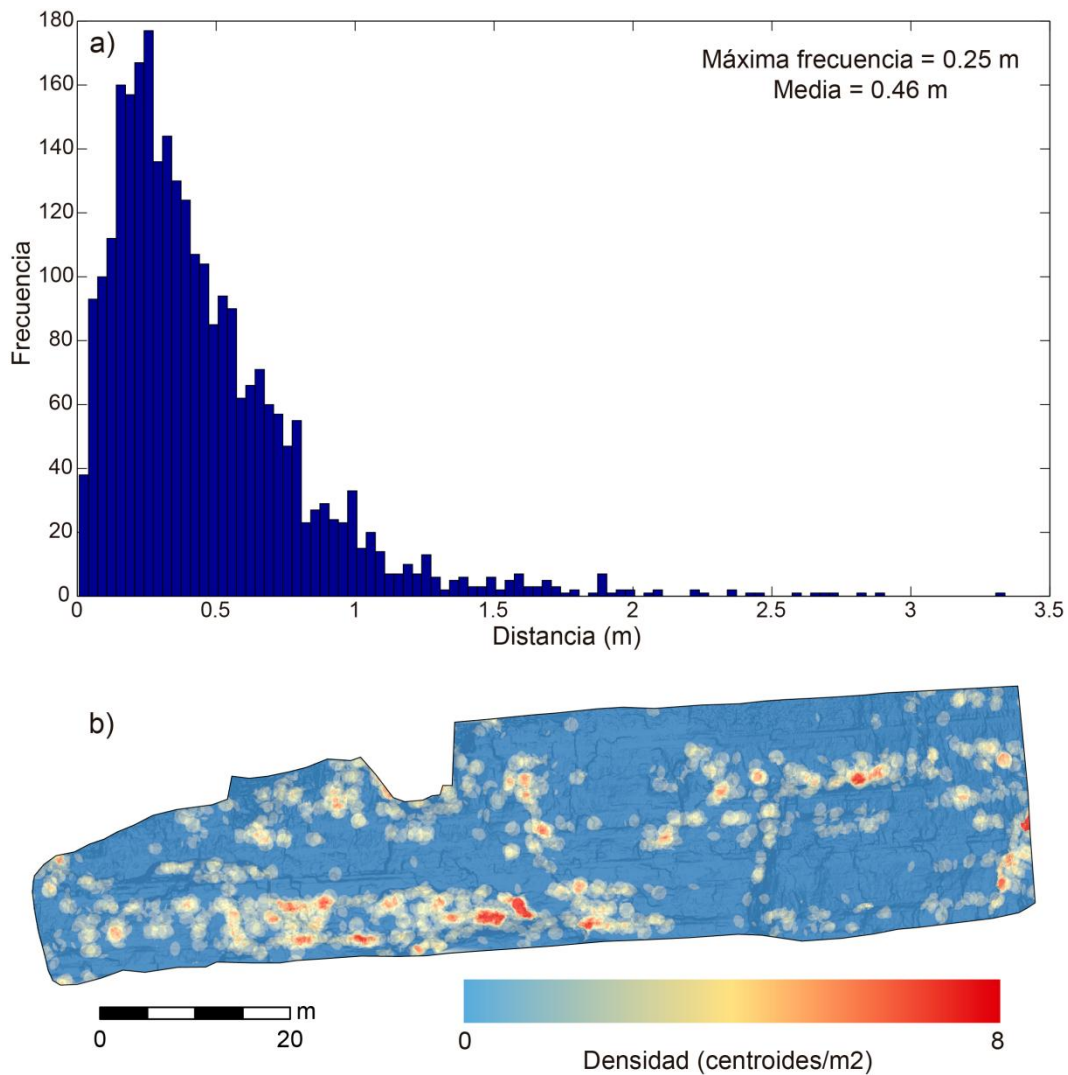 a)
Máxima frecuencia = 0.25 m
Media = 0.46 m
180
160
140
120
100
80
60
40
20
0
Frecuencia
0 0.5 1 1.5 2 2.5 3 3.5
Distancia (m)
b)
m
0 20
0 8
Densidad (centroides/m2)